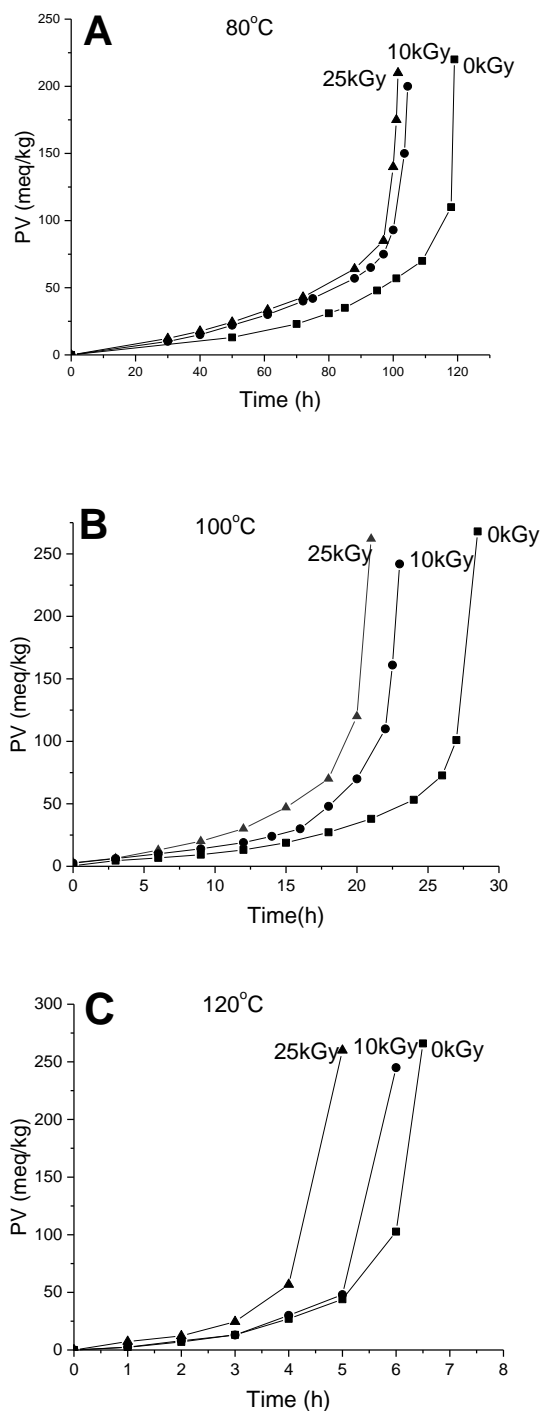 A
80°C
25kGy
10kGy
0kGy
PV (meq/kg)
250
200
150
100
50
0
0 20 40 60 80 100 120
Time (h)
B
100°C
25kGy
10kGy
0kGy
PV (meq/kg)
250
200
150
100
50
0
0 5 10 15 20 25 30
Time(h)
C
120°C
25kGy
10kGy
0kGy
PV (meq/kg)
300
250
200
150
100
50
0
0 1 2 3 4 5 6 7 8
Time (h)